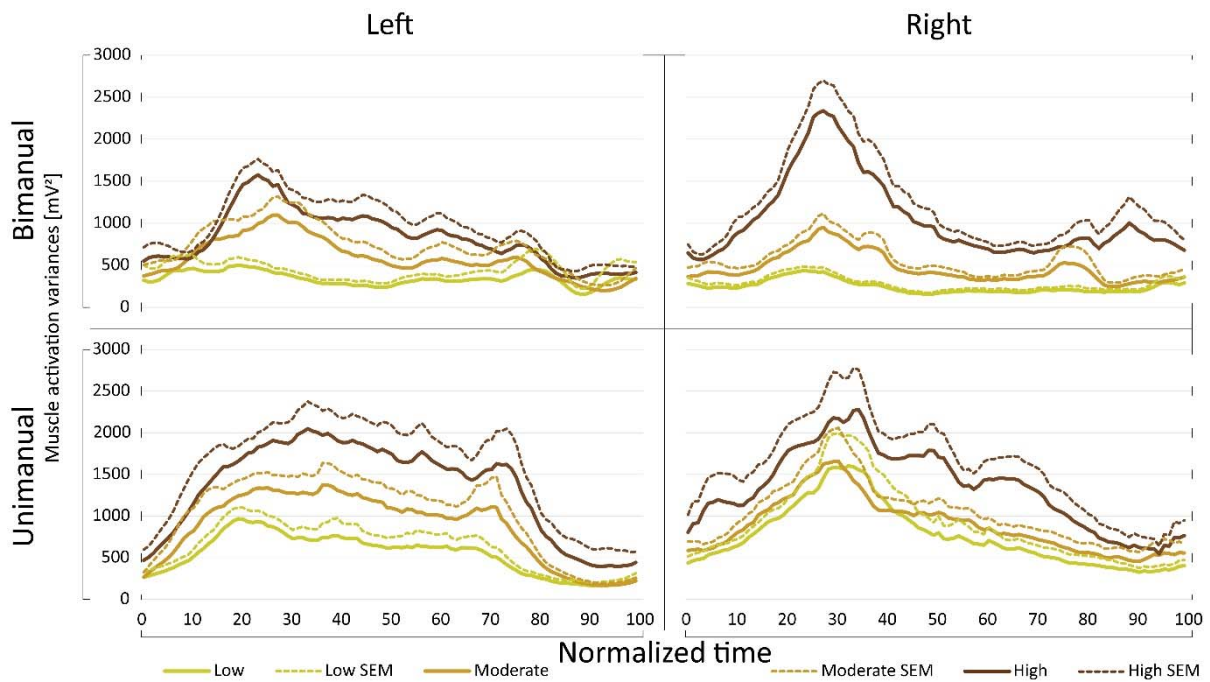 Left
Right
Bimanual
Unimanual
Muscle activation variances [mV²]
3000
2500
2000
1500
1000
500
0
3000
2500
2000
1500
1000
500
0
0 10 20 30 40 50 60 70 80 90 100
0 10 20 30 40 50 60 70 80 90 100
Normalized time
Low Low SEM Moderate Moderate SEM High High SEM